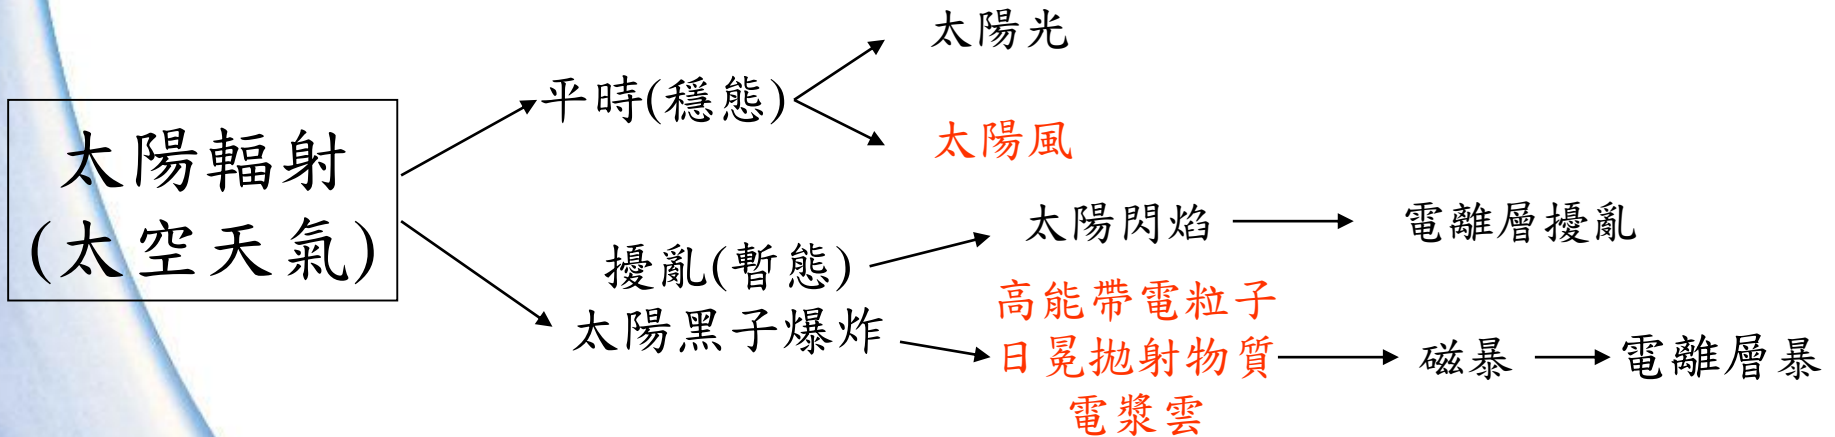 太陽輻射
(太空天氣)
平時(穩態)
太陽光
太陽風
擾亂(暫態)
太陽黑子爆炸
太陽閃焰
電離層擾亂
高能帶電粒子
日冕拋射物質
電漿雲
磁暴
電離層暴